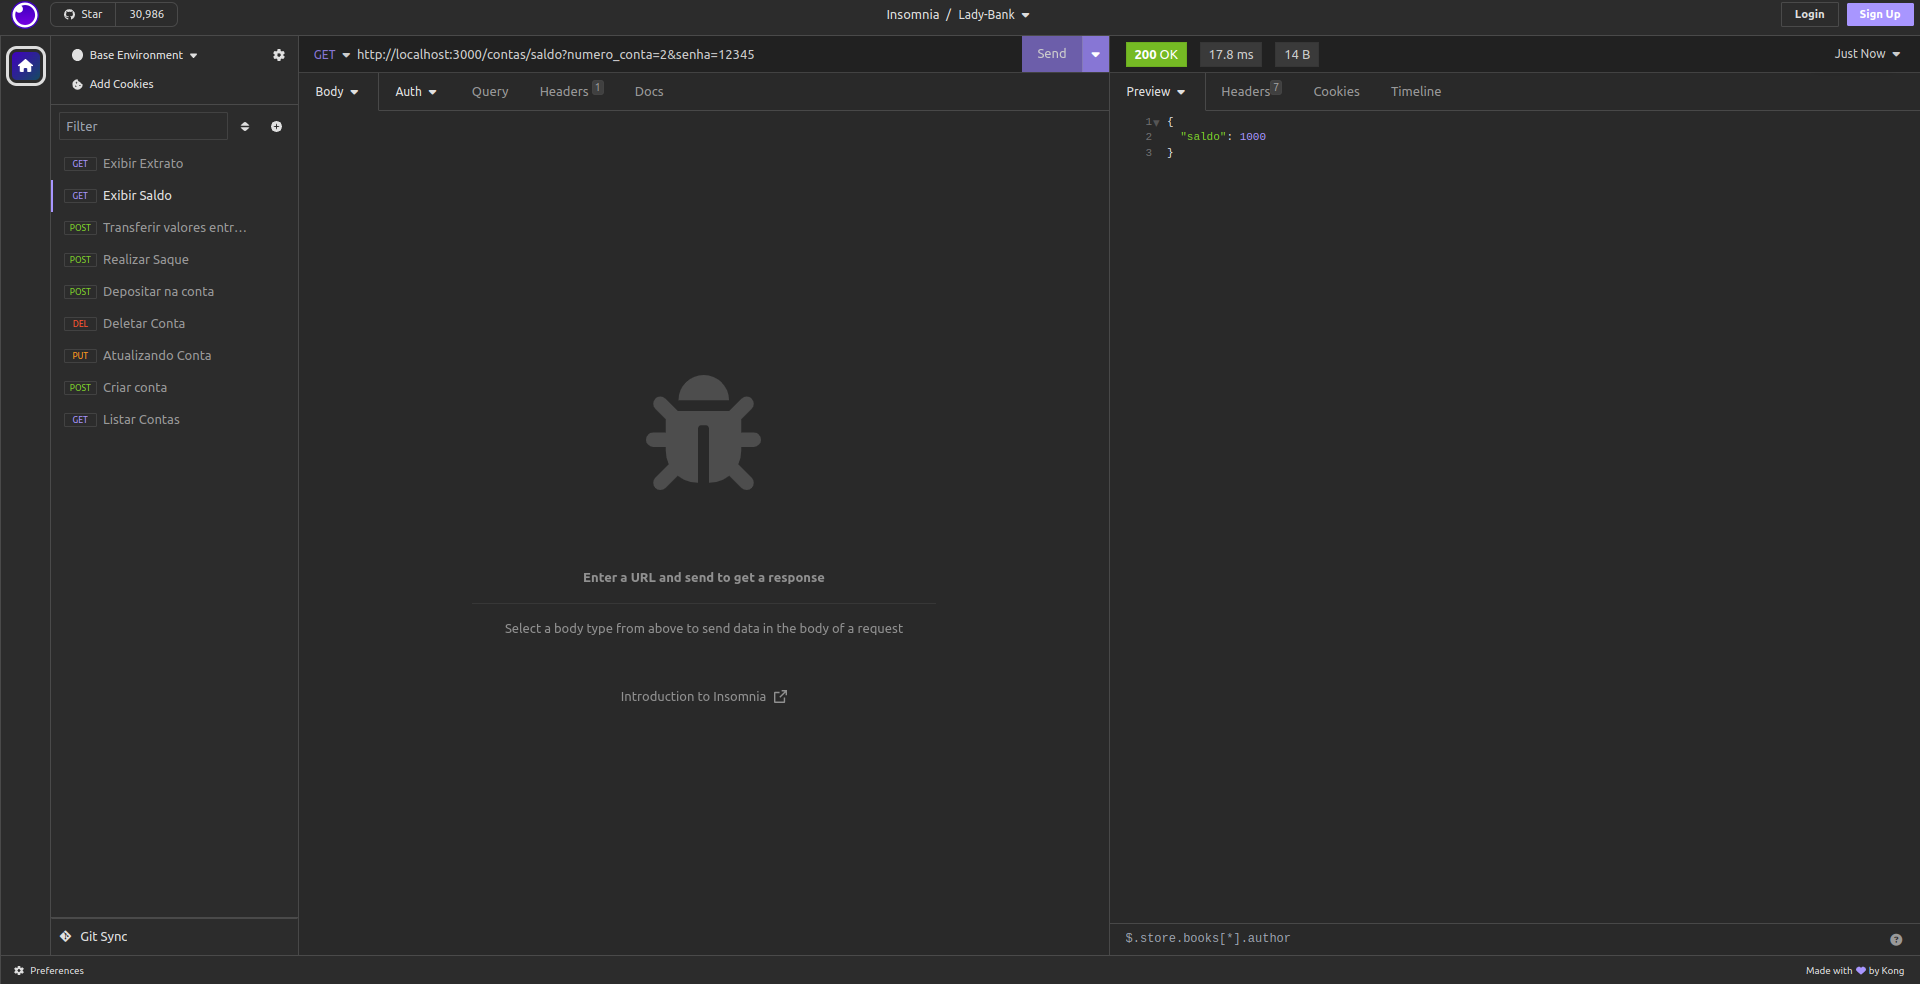 Star 30,986
Insomnia / Lady-Bank
Login
Sign Up
Base Environment
Add Cookies
Filter
GET Exibir Extrato
GET Exibir Saldo
POST Transferir valores entr...
POST Realizar Saque
POST Depositar na conta
DEL Deletar Conta
PUT Atualizando Conta
POST Criar conta
GET Listar Contas
Git Sync
GET http://localhost:3000/contas/saldo?numero_conta=2&senha=12345 Send
Body Auth Query Headers 1 Docs
Enter a URL and send to get a response
Select a body type from above to send data in the body of a request
Introduction to Insomnia
200 OK 17.8 ms 14 B Just Now
Preview Headers 7 Cookies Timeline
1 {
2 "saldo": 1000
3 }
$.store.books[*].author
Preferences
Made with 💜 by Kong